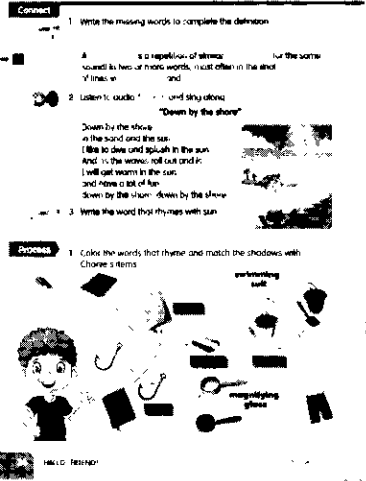 Connect
1 Write the missing words to complete the definition
A is a repetition of similar for the same
sound) in two or more words, most often in the end
of lines in and
2 Listen to audio and sing along
"Down by the shore"
Down by the shore
in the sand and the sun
I like to dive and splash in the sun
And as the waves roll out and in
I will get warm in the sun
and have a lot of fun
down by the shore, down by the shore
3 Write the word that rhymes with sun
Process
1 Color the words that rhyme and match the shadows with
items
swimming
suit
magnifying
glass
HELLO FRIEND!